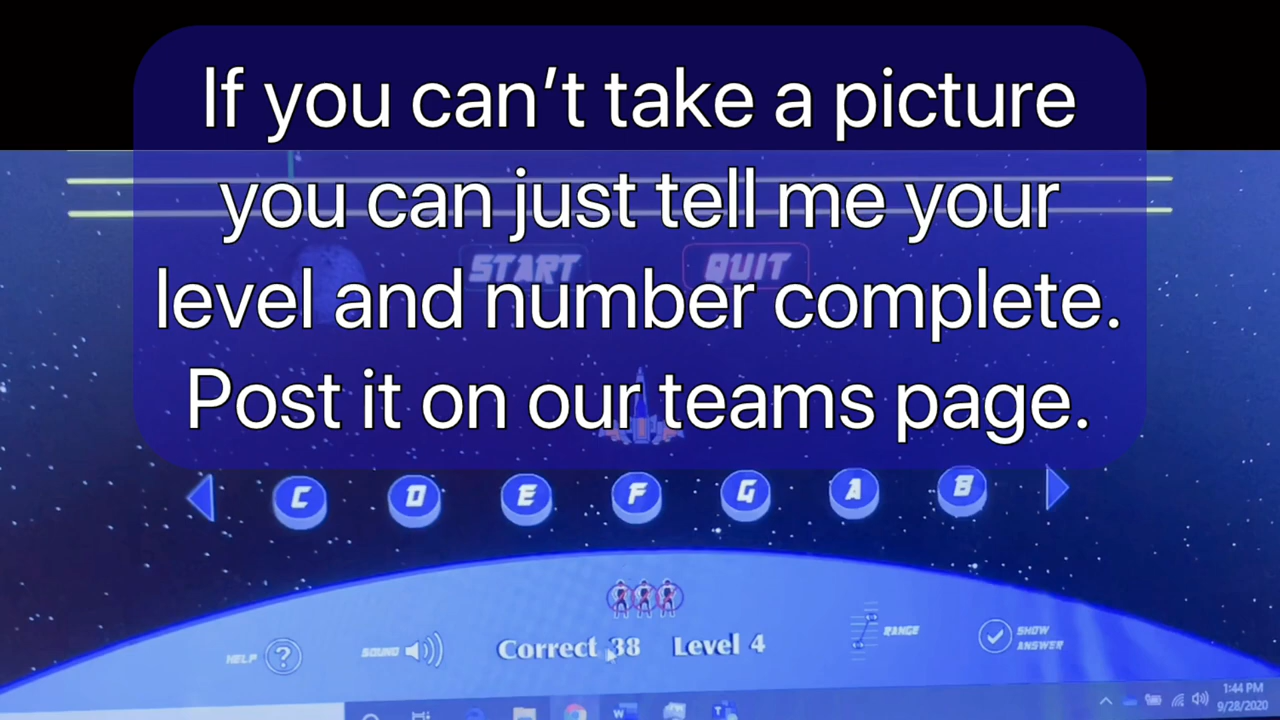 If you can't take a picture
you can just tell me your
level and number complete.
Post it on our teams page.
START QUIT
C D E F G A B
HELP ? SOUND Correct 38 Level 4 RANGE SHOW ANSWER
1:44 PM
9/28/2020